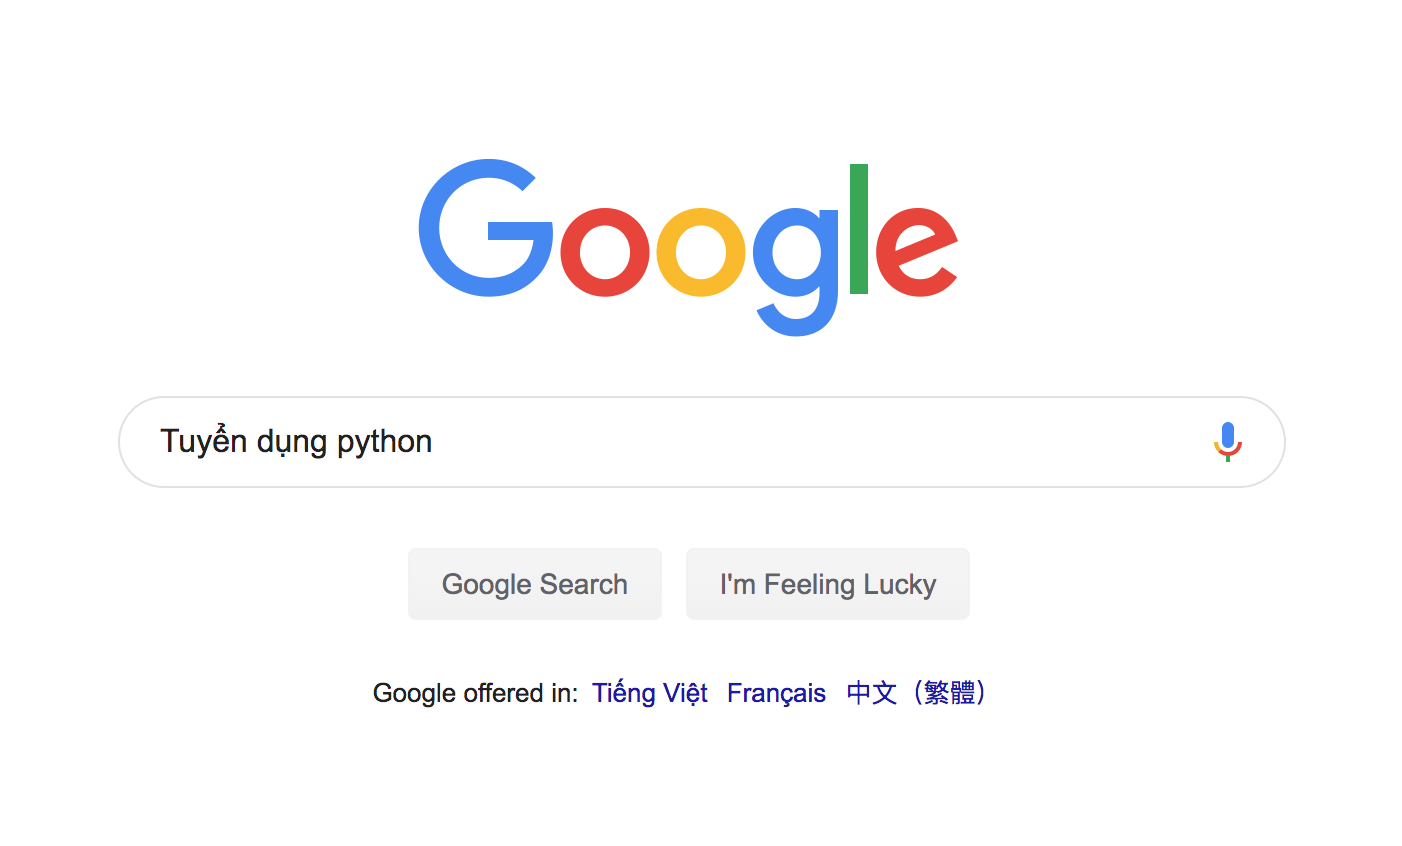 Google
Tuyển dụng python
Google Search I'm Feeling Lucky
Google offered in: Tiếng Việt Français 中文（繁體）